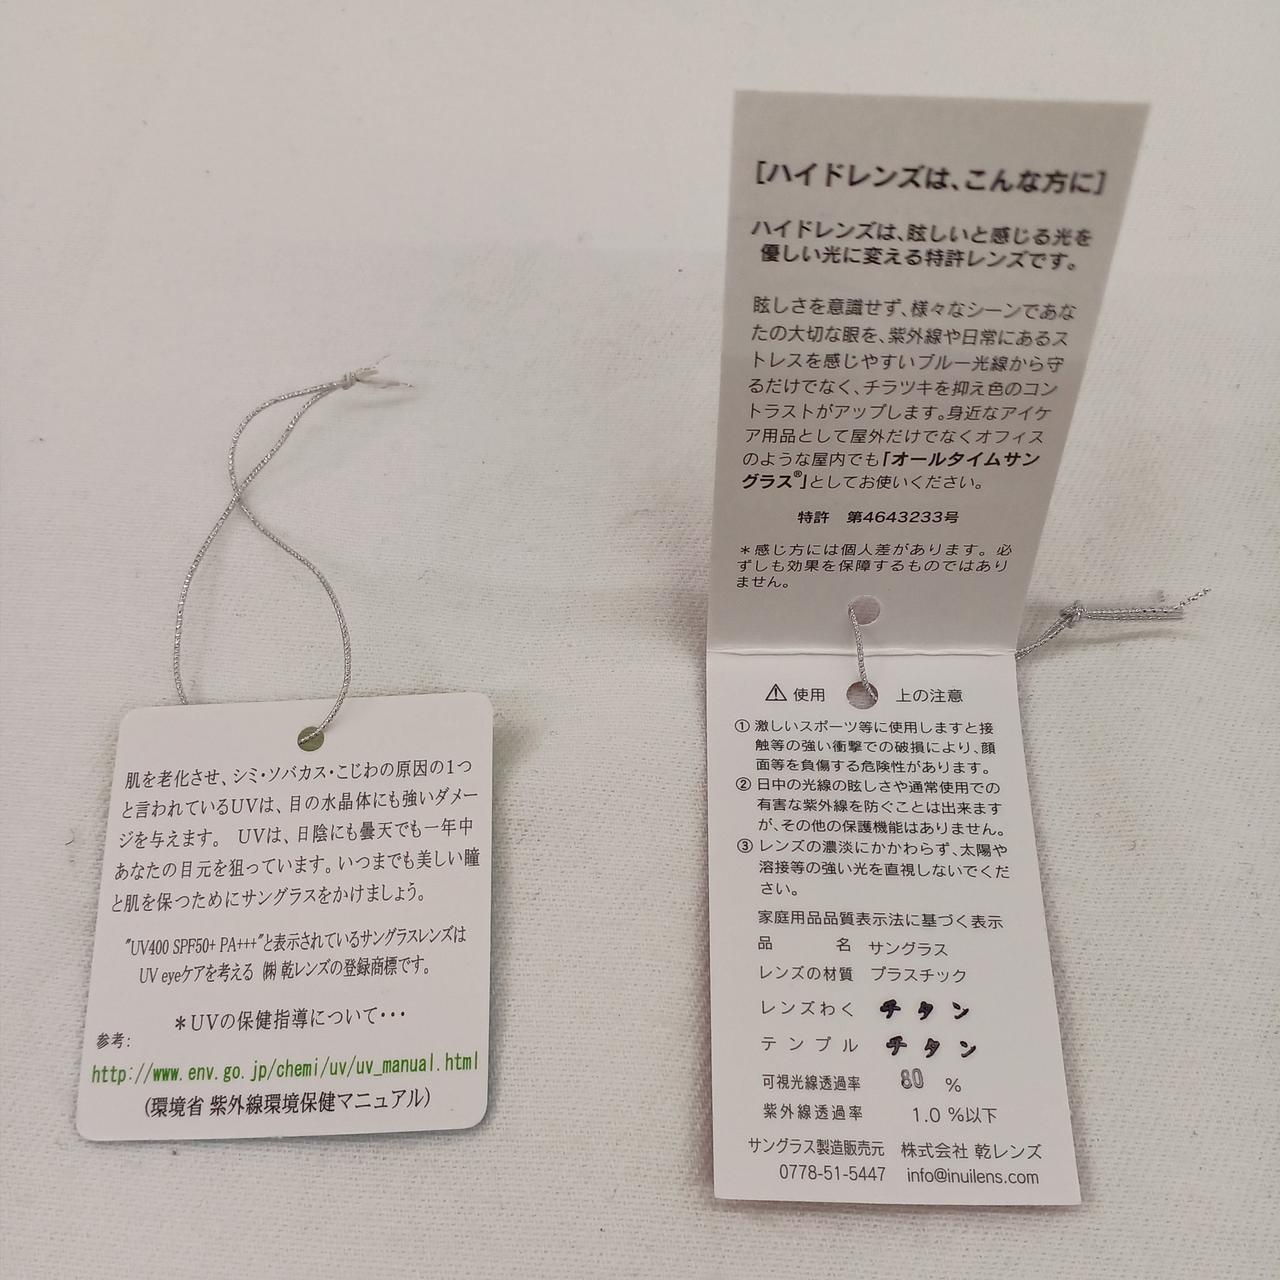 肌を老化させ、シミ・ソバカス・こじわの原因の1つ
と言われているUVは、目の水晶体にも強いダメー
ジを与えます。 UVは、日陰にも曇天でも一年中
あなたの目元を狙っています。いつまでも美しい瞳
と肌を保つためにサングラスをかけましょう。
"UV400 SPF50+ PA+++"と表示されているサングラスレンズは
UV eyeケアを考える ㈱ 乾レンズの登録商標です。
＊UVの保健指導について・・・
参考:
http://www.env.go.jp/chemi/uv/uv_manual.html
(環境省 紫外線環境保健マニュアル)
[ハイドレンズは、こんな方に]
ハイドレンズは、眩しいと感じる光を
優しい光に変える特許レンズです。
眩しさを意識せず、様々なシーンであな
たの大切な眼を、紫外線や日常にあるス
トレスを感じやすいブルー光線から守
るだけでなく、チラツキを抑え色のコン
トラストがアップします。身近なアイケ
ア用品として屋外だけでなくオフィス
のような屋内でも「オールタイムサン
グラス®」としてお使いください。
特許 第4643233号
＊感じ方には個人差があります。必
ずしも効果を保障するものではあり
ません。
⚠ 使用 上の注意
① 激しいスポーツ等に使用しますと接
触等の強い衝撃での破損により、顔
面等を負傷する危険性があります。
② 日中の光線の眩しさや通常使用での
有害な紫外線を防ぐことは出来ます
が、その他の保護機能はありません。
③ レンズの濃淡にかかわらず、太陽や
溶接等の強い光を直視しないでくだ
さい。
家庭用品品質表示法に基づく表示
品 名 サングラス
レンズの材質 プラスチック
レンズわく チタン
テンプル チタン
可視光線透過率 80 %
紫外線透過率 1.0 %以下
サングラス製造販売元 株式会社 乾レンズ
0778-51-5447 info@inuilens.com